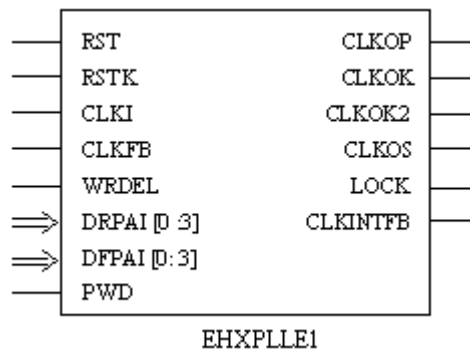 RST
RSTK
CLKI
CLKFB
WRDEL
DRPAI [0:3]
DFPAI [0:3]
PWD
CLKOP
CLKOK
CLKOK2
CLKOS
LOCK
CLKINTFB
EHXPLLE1